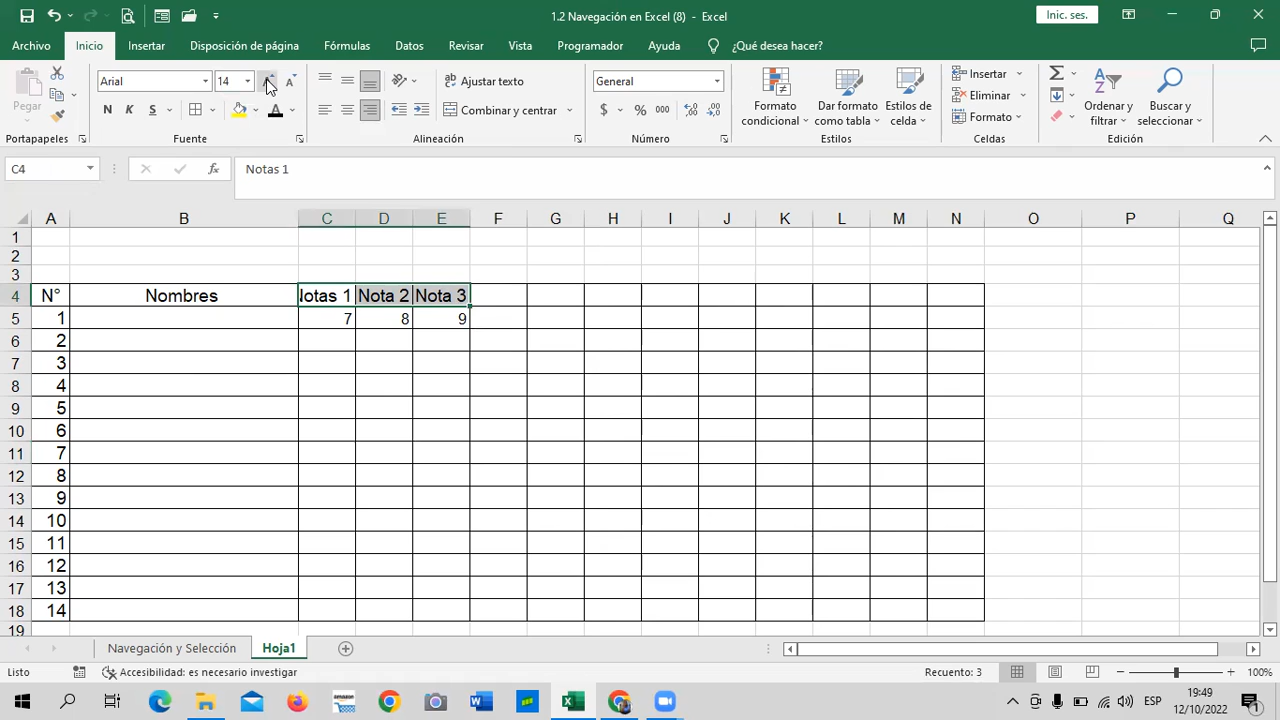 1.2 Navegación en Excel (8) - Excel
Inic. ses.
Archivo Inicio Insertar Disposición de página Fórmulas Datos Revisar Vista Programador Ayuda ¿Qué desea hacer?
Pegar
Arial 14
Ajustar texto
General
Formato condicional
Dar formato como tabla
Estilos de celda
Insertar
Ordenar y filtrar
Buscar y seleccionar
N K S
Combinar y centrar
$ % 000
Eliminar
Formato
Portapapeles Fuente Alineación Número Estilos Celdas Edición
C4 fx Notas 1
A B C D E F G H I J K L M N O P Q
1
2
3
4 N° Nombres otas 1 Nota 2 Nota 3
5 1 7 8 9
6 2
7 3
8 4
9 5
10 6
11 7
12 8
13 9
14 10
15 11
16 12
17 13
18 14
19
Navegación y Selección Hoja1
Listo Accesibilidad: es necesario investigar Recuento: 3 100%
ESP 19:49
12/10/2022